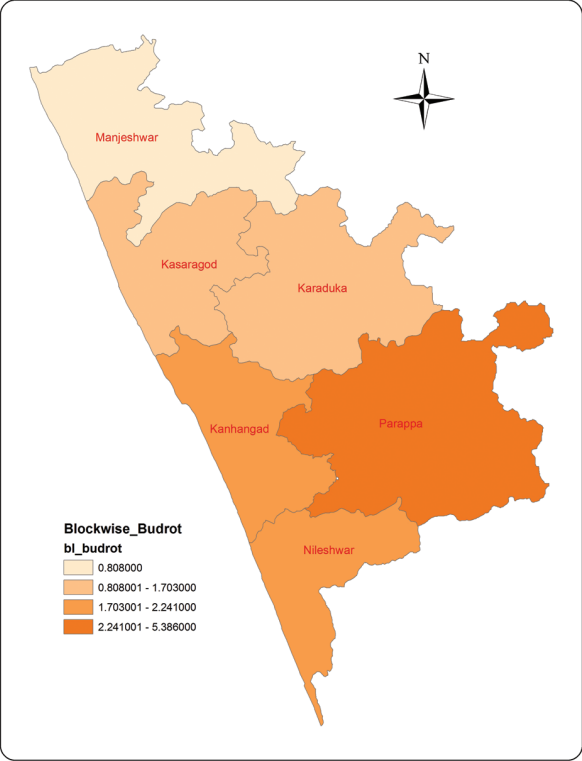 N
Manjeshwar
Kasaragod
Karaduka
Kanhangad
Parappa
Nileshwar
Blockwise_Budrot
bl_budrot
0.808000
0.808001 - 1.703000
1.703001 - 2.241000
2.241001 - 5.386000